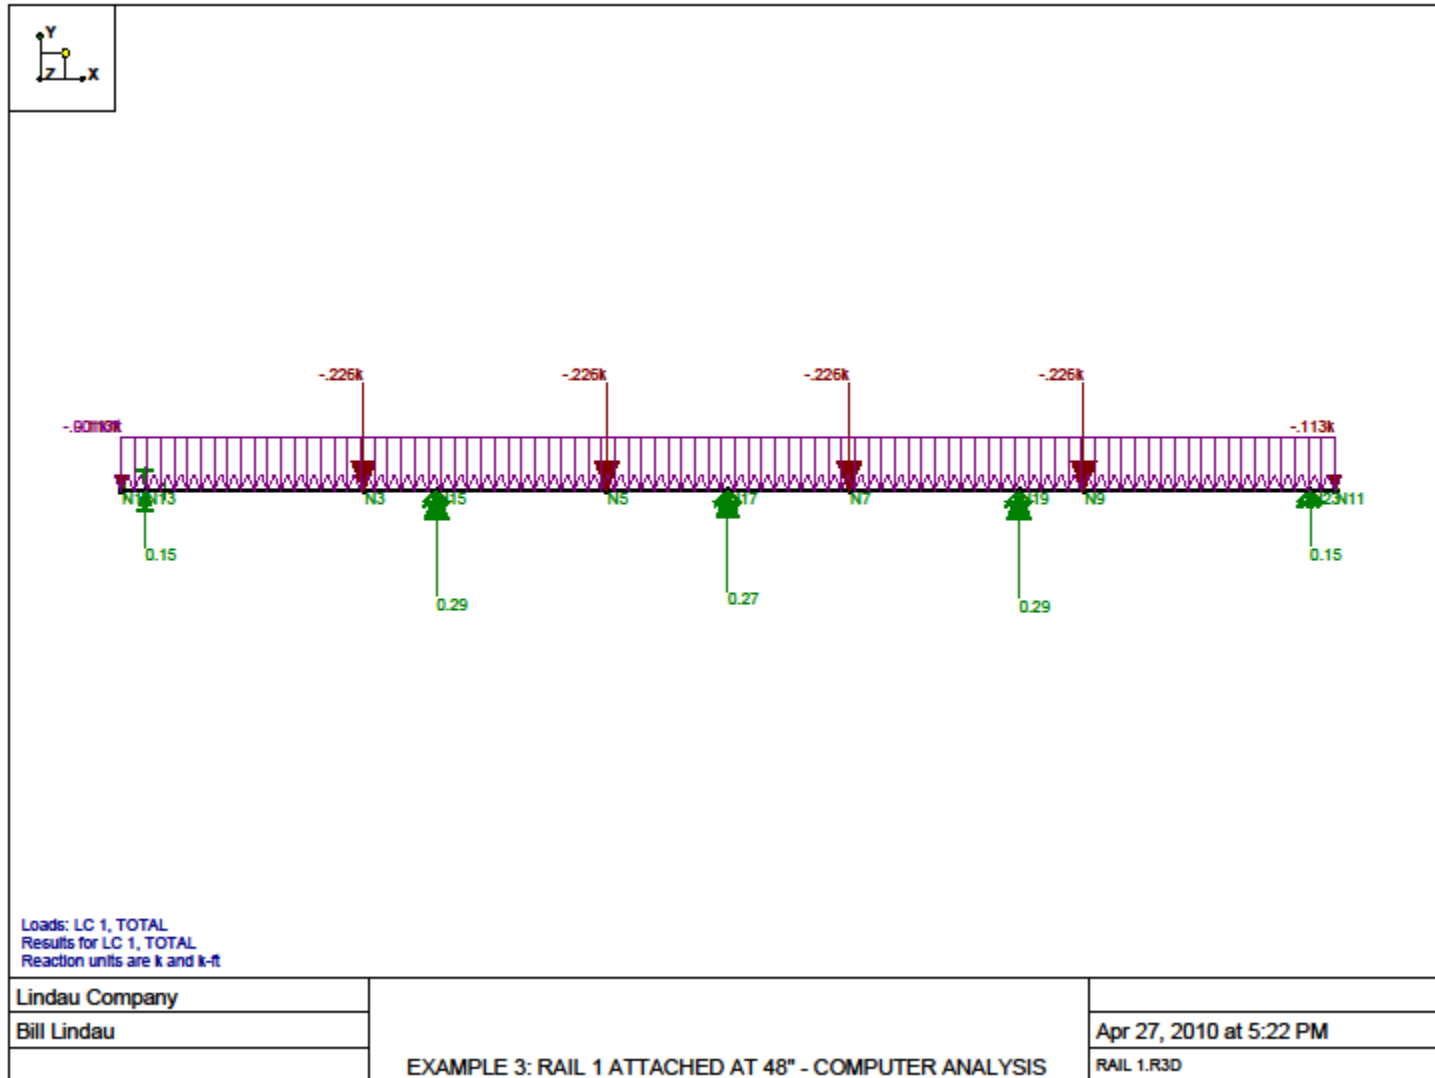 Y
Z X
-.226k -.226k -.226k -.226k
-.113k
N3 N5 N7 N9 N11
0.15 0.15
0.29 0.27 0.29
Loads: LC 1, TOTAL
Results for LC 1, TOTAL
Reaction units are k and k-ft
Lindau Company
Bill Lindau
Apr 27, 2010 at 5:22 PM
EXAMPLE 3: RAIL 1 ATTACHED AT 48" - COMPUTER ANALYSIS
RAIL 1.R3D